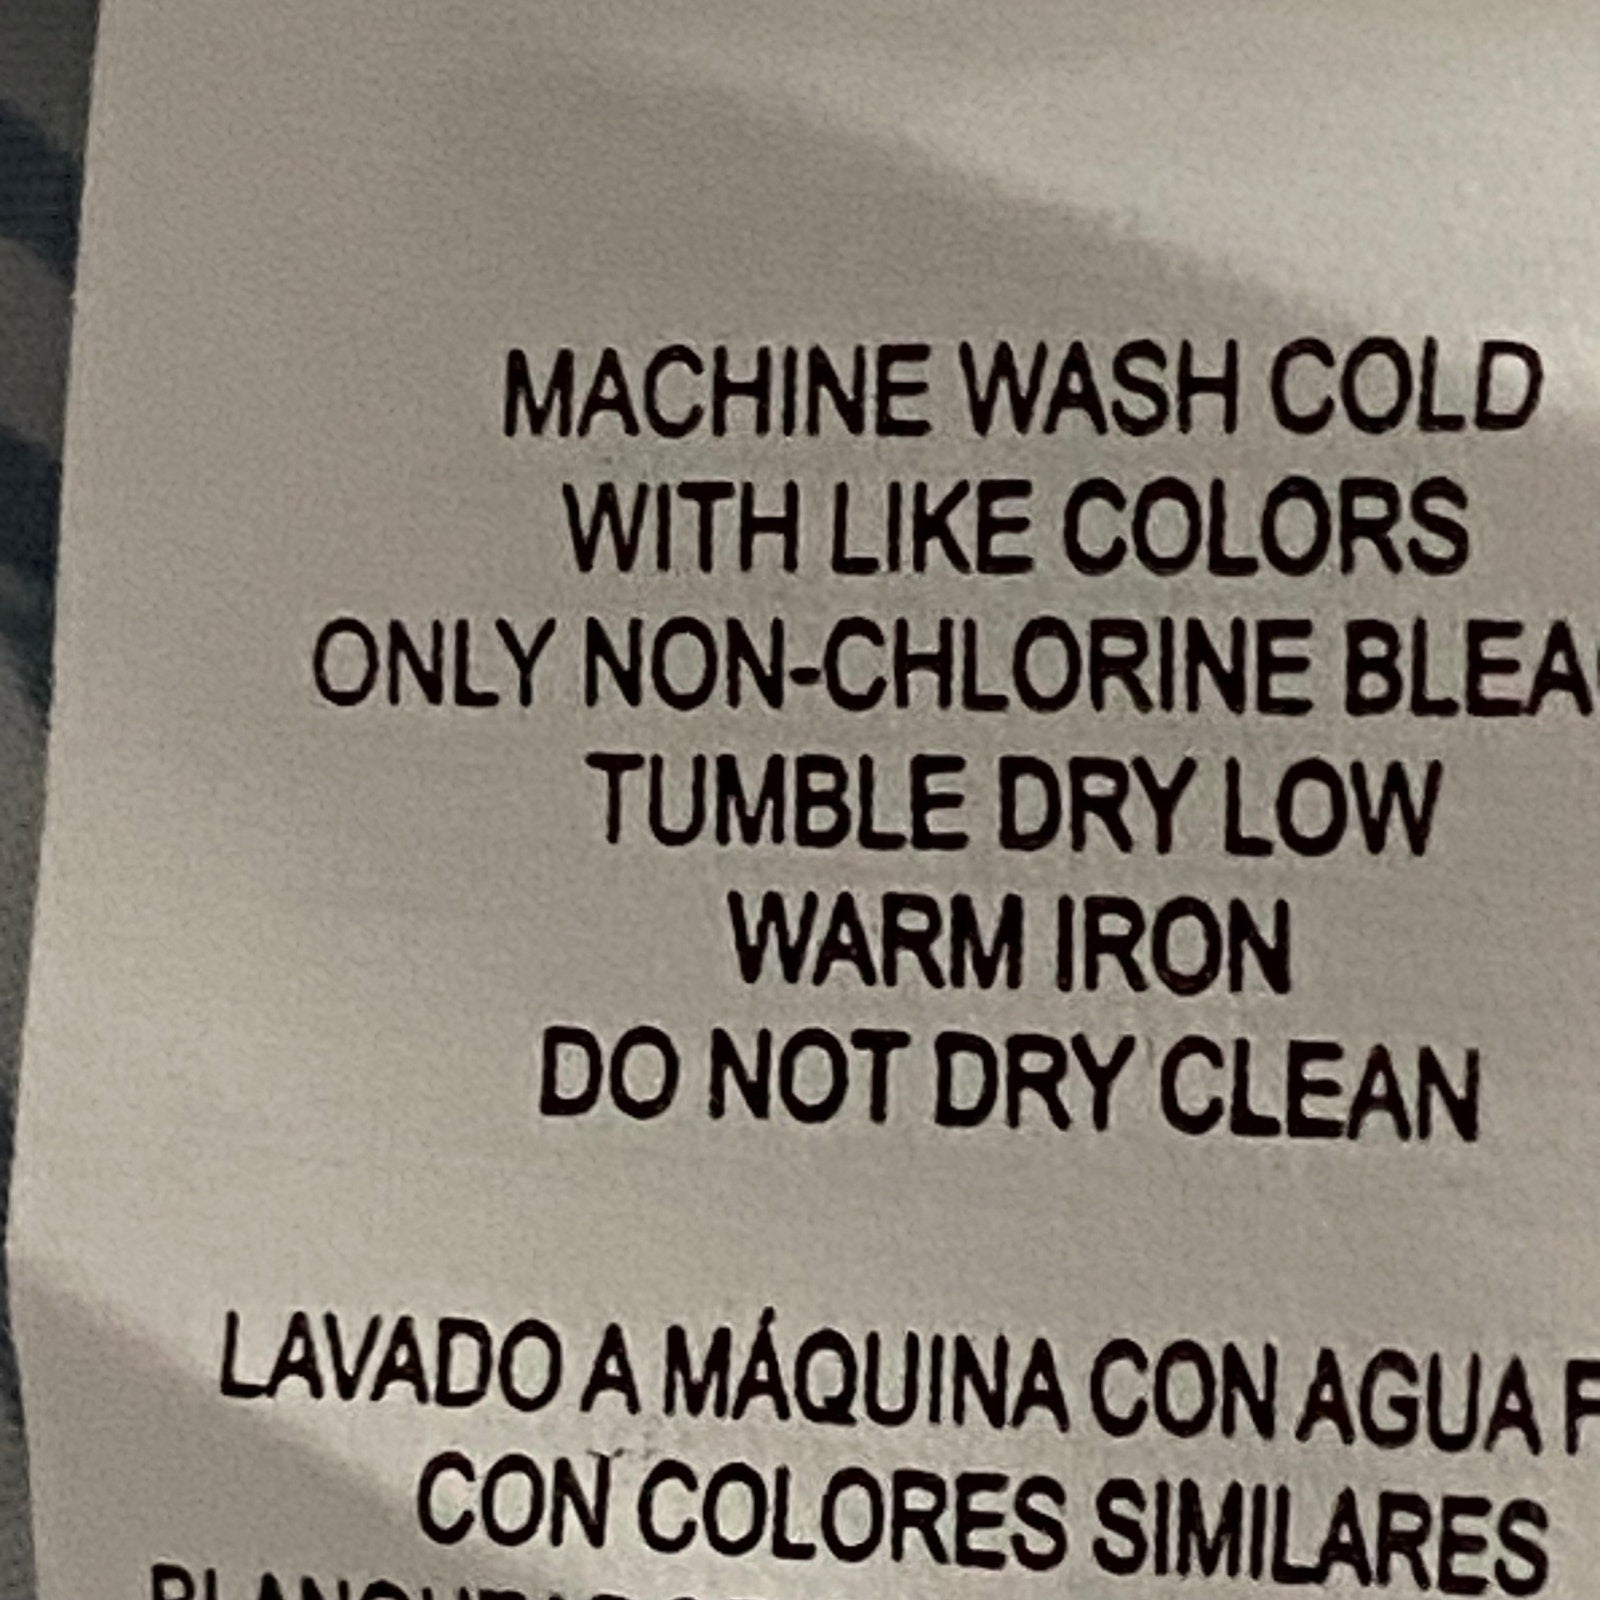 MACHINE WASH COLD
WITH LIKE COLORS
ONLY NON-CHLORINE
TUMBLE DRY LOW
WARM IRON
DO NOT DRY CLEAN
LAVADO A MÁQUINA CON AGUA
CON COLORES SIMILARES